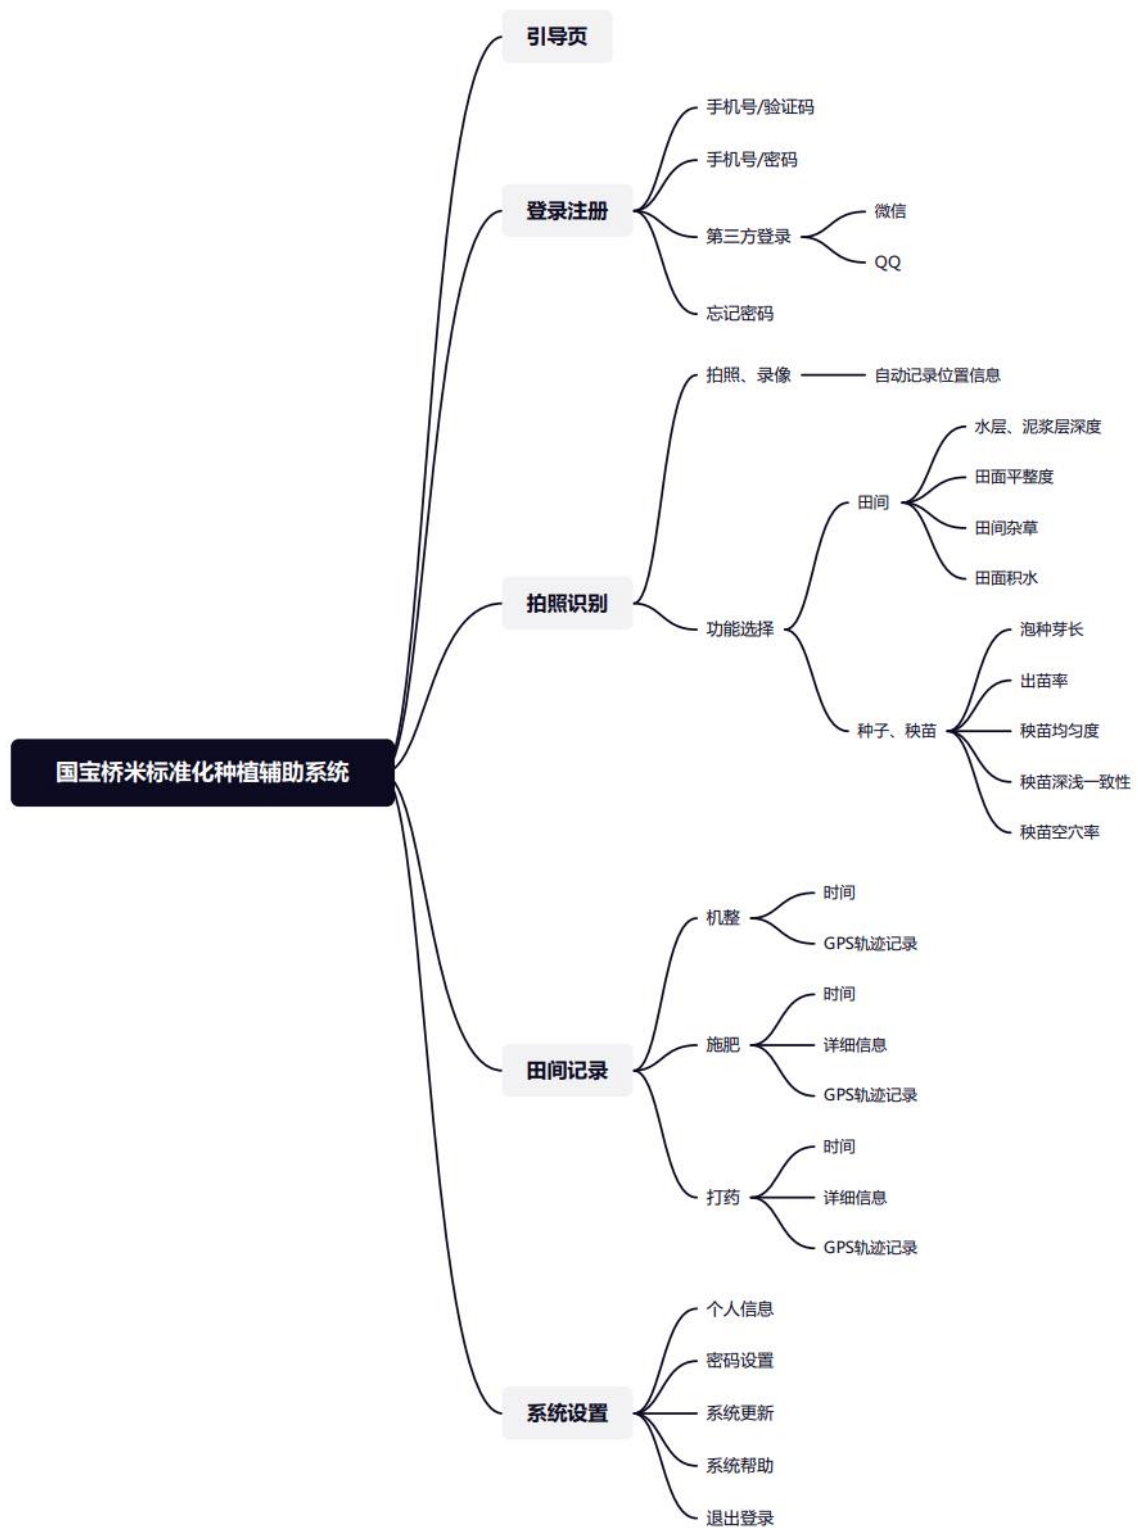 引导页
手机号/验证码
手机号/密码
登录注册
第三方登录
微信
QQ
忘记密码
拍照、录像
自动记录位置信息
水层、泥浆层深度
田面平整度
田间
田间杂草
田面积水
拍照识别
功能选择
泡种芽长
出苗率
种子、秧苗
秧苗均匀度
秧苗深浅一致性
秧苗空穴率
国宝桥米标准化种植辅助系统
机整
时间
GPS轨迹记录
田间记录
施肥
时间
详细信息
GPS轨迹记录
打药
时间
详细信息
GPS轨迹记录
个人信息
密码设置
系统设置
系统更新
系统帮助
退出登录